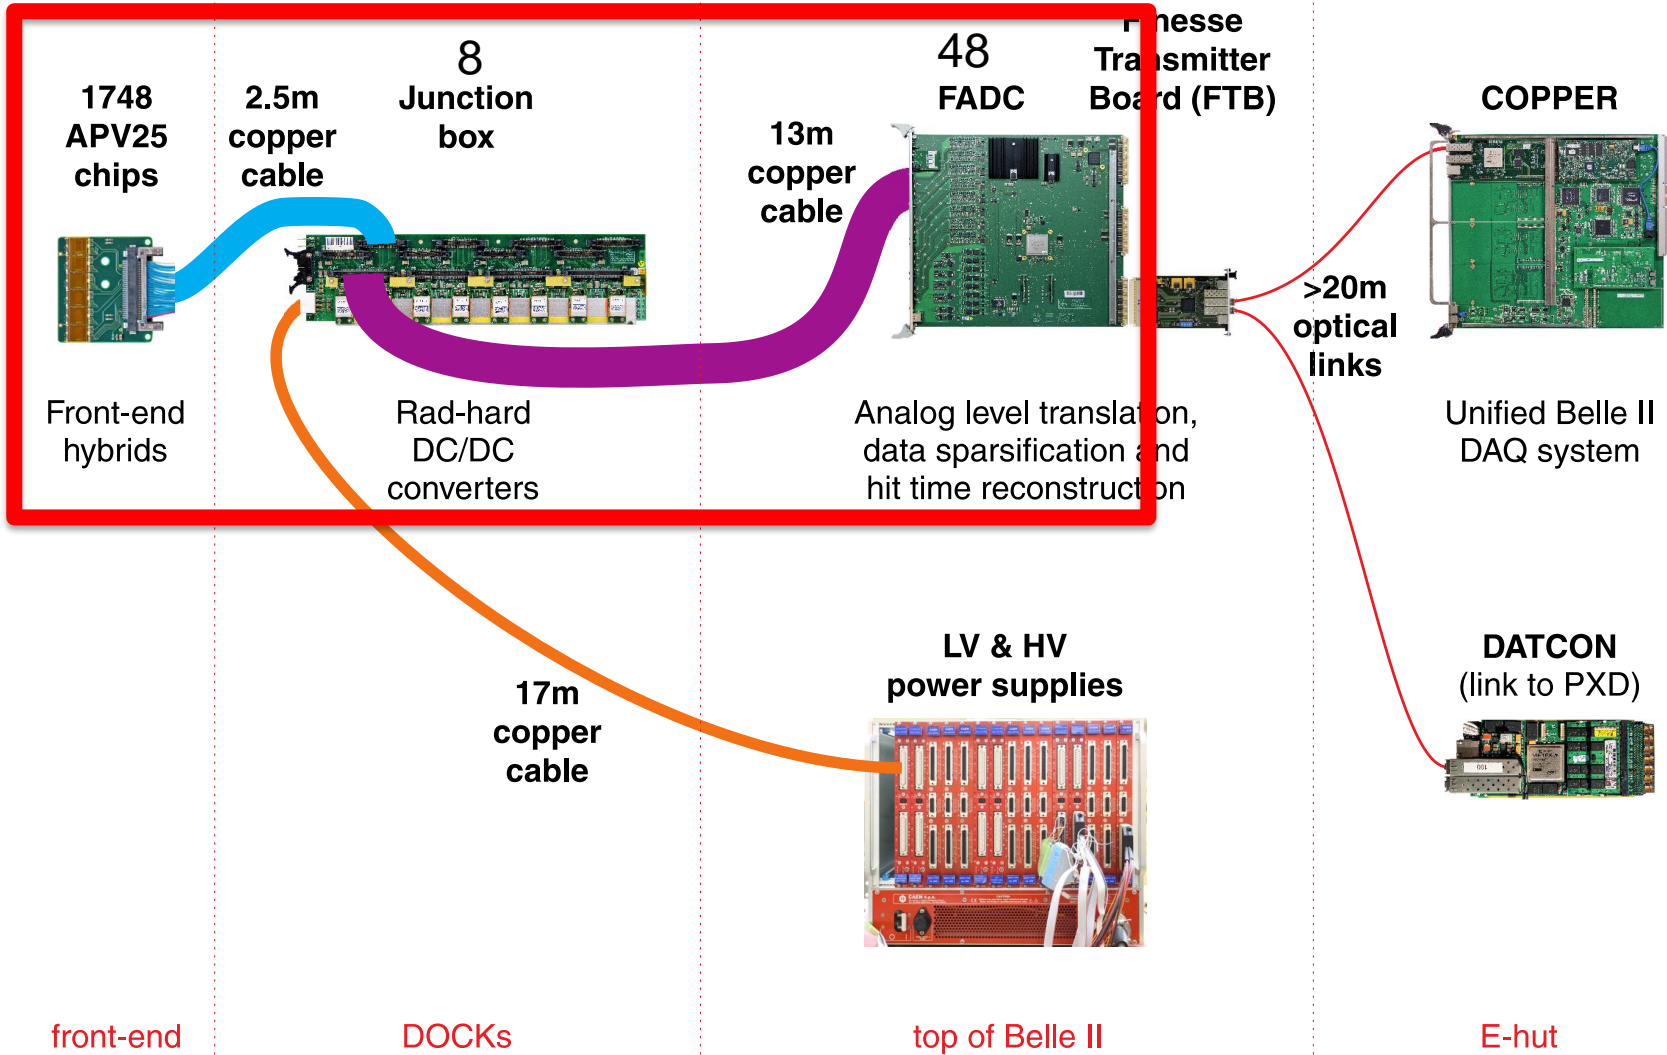 1748
APV25
chips
2.5m
copper
cable
8
Junction
box
13m
copper
cable
48
FADC
Transmitter
Board (FTB)
COPPER
>20m
optical
links
Front-end
hybrids
Rad-hard
DC/DC
converters
Analog level translation,
data sparsification and
hit time reconstruction
Unified Belle II
DAQ system
17m
copper
cable
LV & HV
power supplies
DATCON
(link to PXD)
front-end
DOCKs
top of Belle II
E-hut